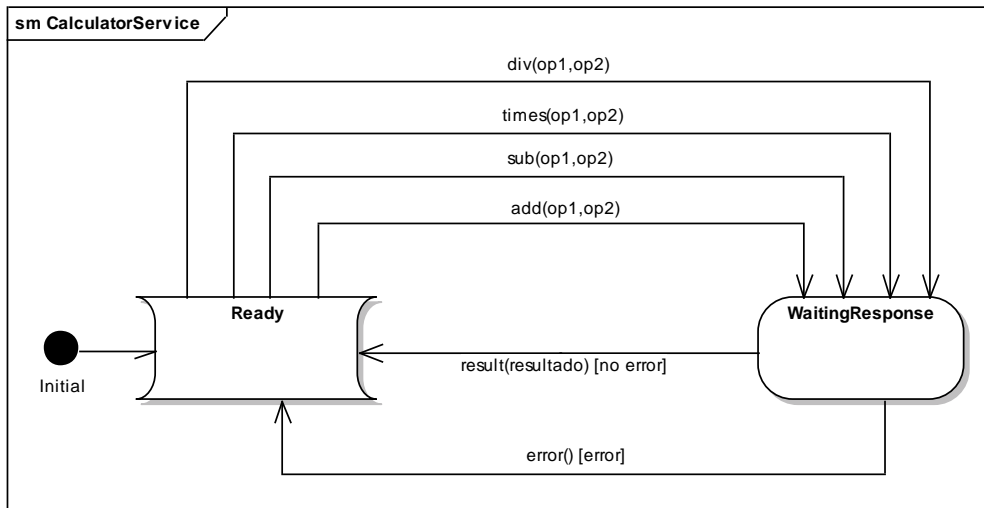 sm CalculatorService
div(op1,op2)
times(op1,op2)
sub(op1,op2)
add(op1,op2)
Ready
WaitingResponse
Initial
result(resultado) [no error]
error() [error]